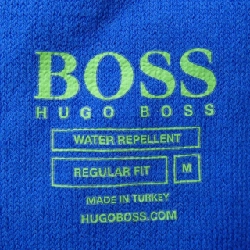 BOSS
HUGO BOSS
WATER REPELLENT
REGULAR FIT M
MADE IN TURKEY
HUGOBOSS.COM